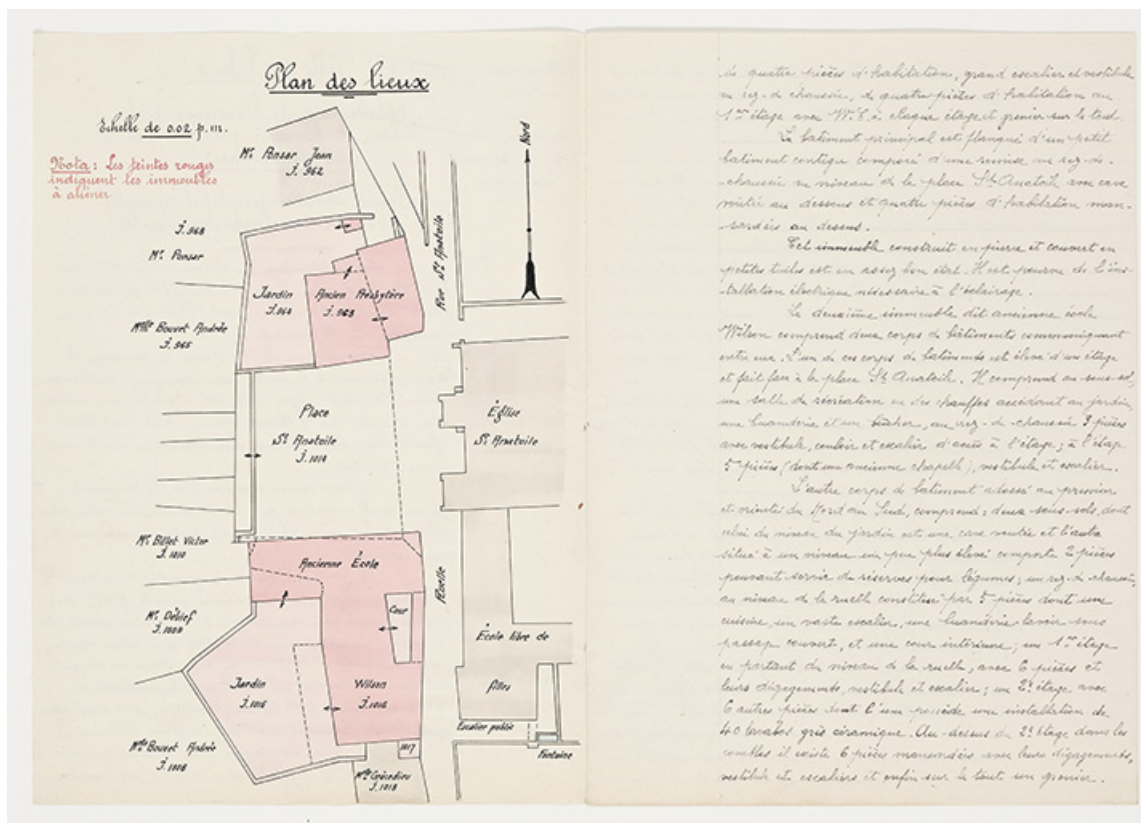 Plan des lieux
Echelle de 0.02 p.m.
Nota : Les teintes rouges
indiquent les immeubles
à aliéner
Mr. Ponser Jean
J. 962
J. 968
Mr. Ponser
Jardin
J. 964
Ancien Presbytère
J. 963
Mlle Bouvet Andrée
J. 965
Rue St. Anatoile
Nord
Place
St. Anatoile
J. 1014
Église
St. Anatoile
Mr. Billet Victor
J. 1010
Ancienne École
Ruelle
Cour
Mr. Débief
J. 1009
École libre de
filles
Jardin
J. 1015
Wilson
J. 1016
Escalier public
Fontaine
1017
Mlle Bouvet Andrée
J. 1008
J. 1018
de quatre pièces d'habitation, grand escalier et vestibule
au rez-de chaussée, de quatre pièces d'habitation au
1er étage avec W.C. à chaque étage et grenier sur le tout.
Le batiment principal est flanqué d'un petit
batiment contigu composé d'une remise au rez-de-
-chaussée au niveau de la place St. Anatoile avec cave
voûtée au dessous et quatre pièces d'habitation man-
-sardées au dessus.
Cet immeuble construit en pierre et couvert en
petites tuiles est en assez bon état. Il est pourvu de l'ins-
-tallation électrique nécessaire à l'éclairage.
Le deuxième immeuble dit ancienne école
Wilson comprend deux corps de bâtiments communiquant
entre eux. L'un de ces corps de batiments est élevé d'un étage
et fait face à la place St. Anatoile. Il comprend au sous-sol,
une salle de récréation ou des chauffes accédant au jardin,
une buanderie et un bûcher, au rez-de chaussée 3 pièces
avec vestibule, couloir et escalier d'accès à l'étage ; à l'étage
5 pièces (dont une ancienne chapelle), vestibule et escalier.
L'autre corps de batiment adossé au premier
et orienté du Nord au Sud, comprend : deux sous-sols, dont
celui du niveau du jardin est une cave voûtée et l'autre
situé à un niveau un peu plus élevé comporte 2 pièces
pouvant servir de réserves pour légumes ; un rez-de chaussée,
au niveau de la ruelle constitué par 5 pièces dont une
cuisine, un vaste escalier, une buanderie lavoir sous
passage couvert, et une cour intérieure ; un 1er étage
en partant du niveau de la ruelle, avec 6 pièces et
leurs dégagements, vestibule et escalier ; un 2e étage avec
6 autres pièces dont l'une possède une installation de
40 lavabos grès céramique. Au-dessus du 2e étage dans les
combles il existe 6 pièces mansardées avec leurs dégagements,
vestibule et escaliers et enfin sur le tout un grenier.